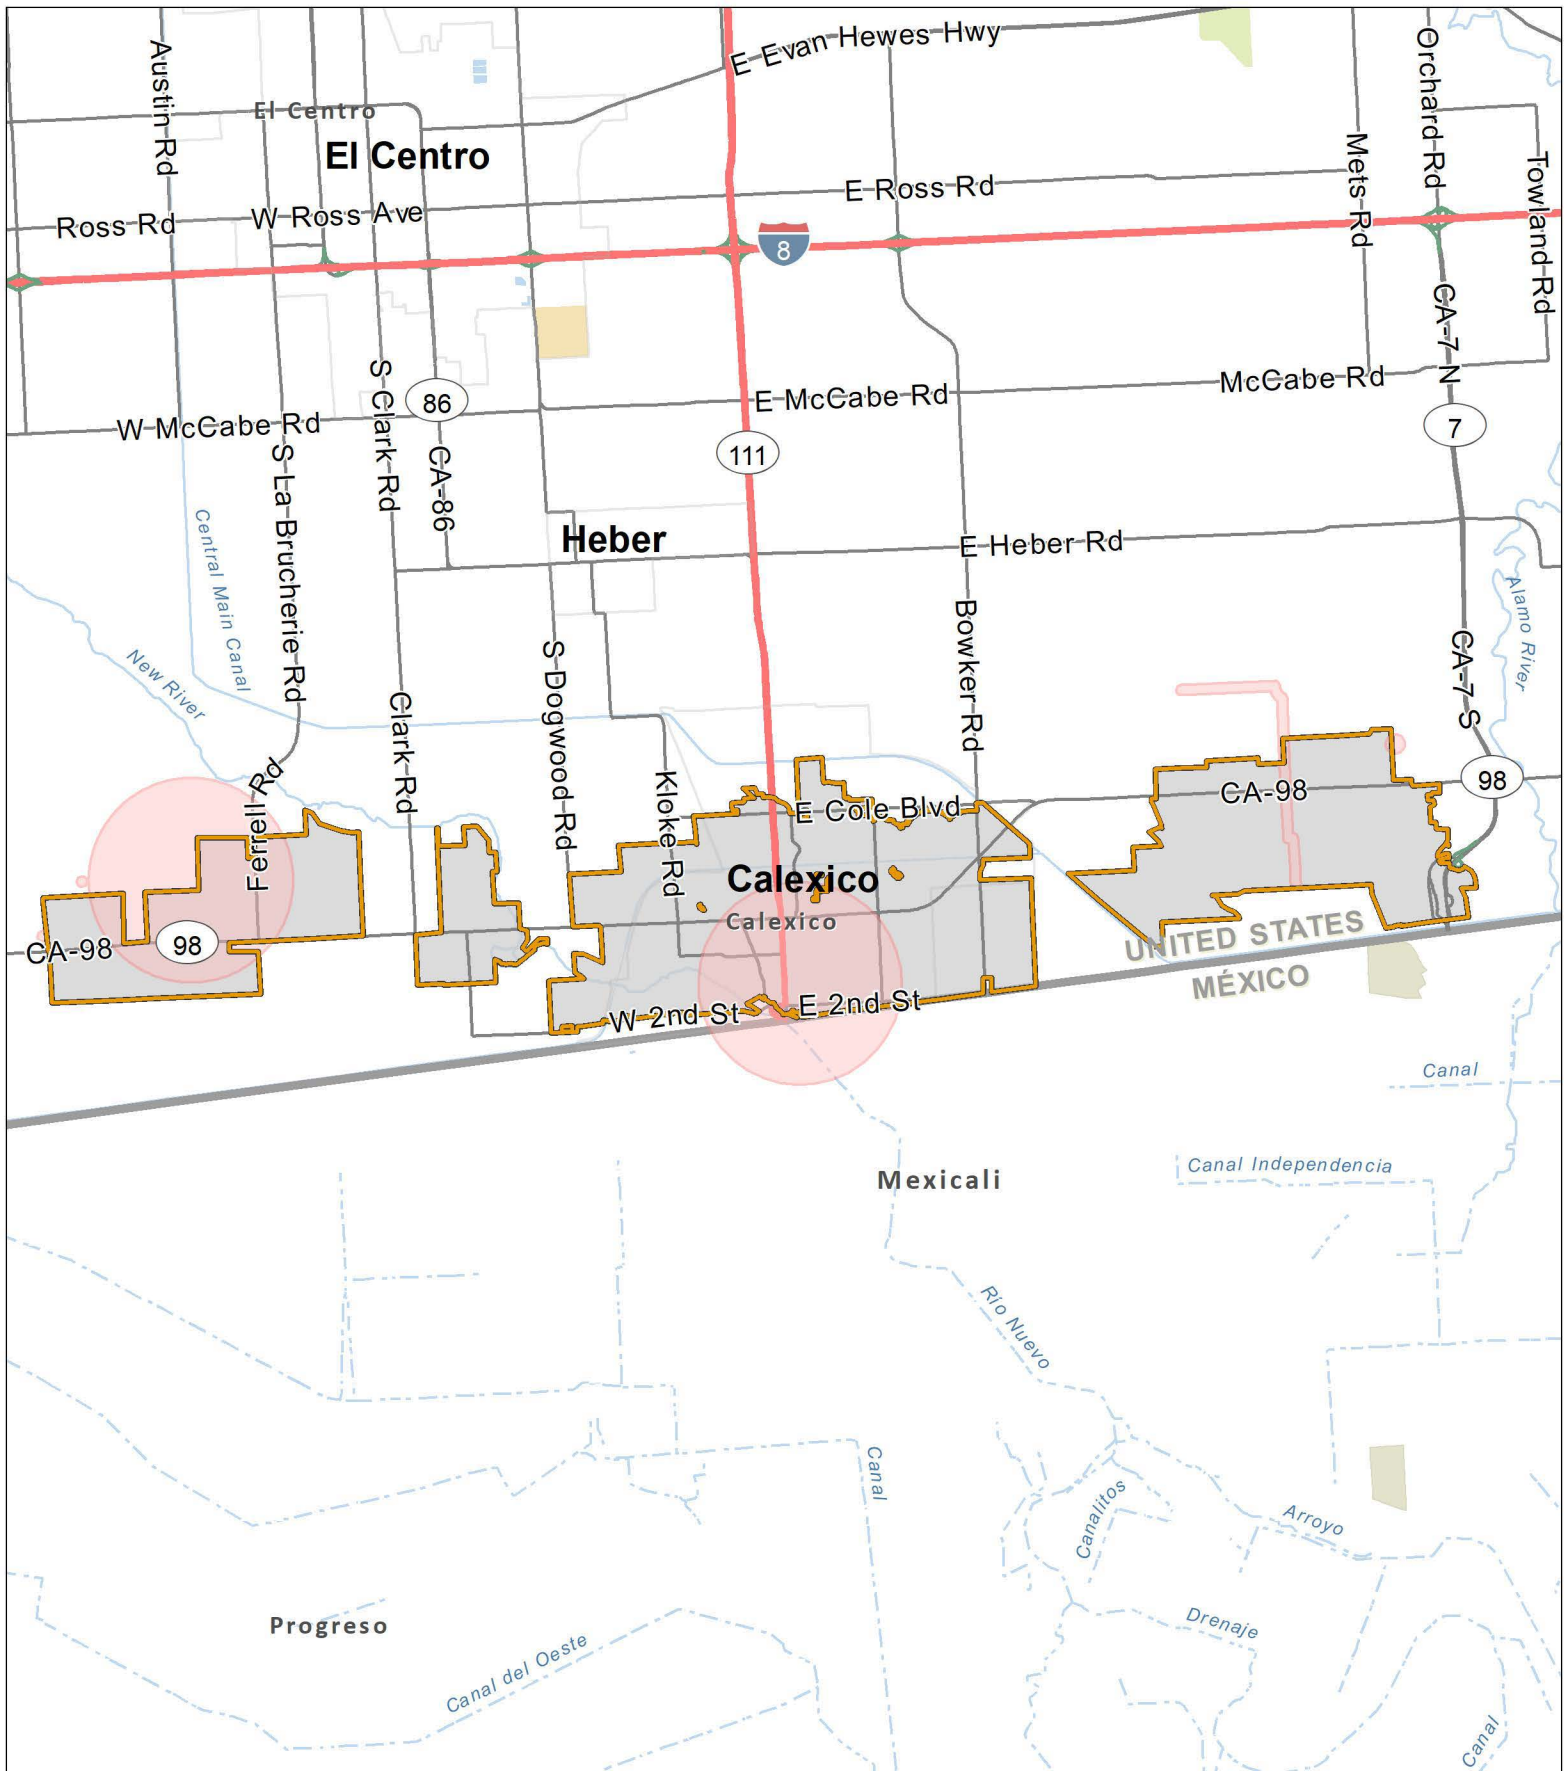 E Evan Hewes Hwy
Orchard Rd
Austin Rd
El Centro
El Centro
Mets Rd
Towland Rd
E Ross Rd
W Ross Ave
Ross Rd
8
CA-7 N
S Clark Rd
86
E McCabe Rd
McCabe Rd
W McCabe Rd
7
111
S La Brucherie Rd
CA-86
Central Main Canal
Heber
E Heber Rd
Alamo River
Bowker Rd
New River
S Dogwood Rd
CA-7 S
Clark Rd
Ferrell Rd
Kloke Rd
98
CA-98
E Cole Blvd
Calexico
Calexico
CA-98
98
UNITED STATES
MÉXICO
W 2nd St
E 2nd St
Canal
Mexicali
Canal Independencia
Rio Nuevo
Canal
Canalitos
Arroyo
Progreso
Drenaje
Canal del Oeste
Canal